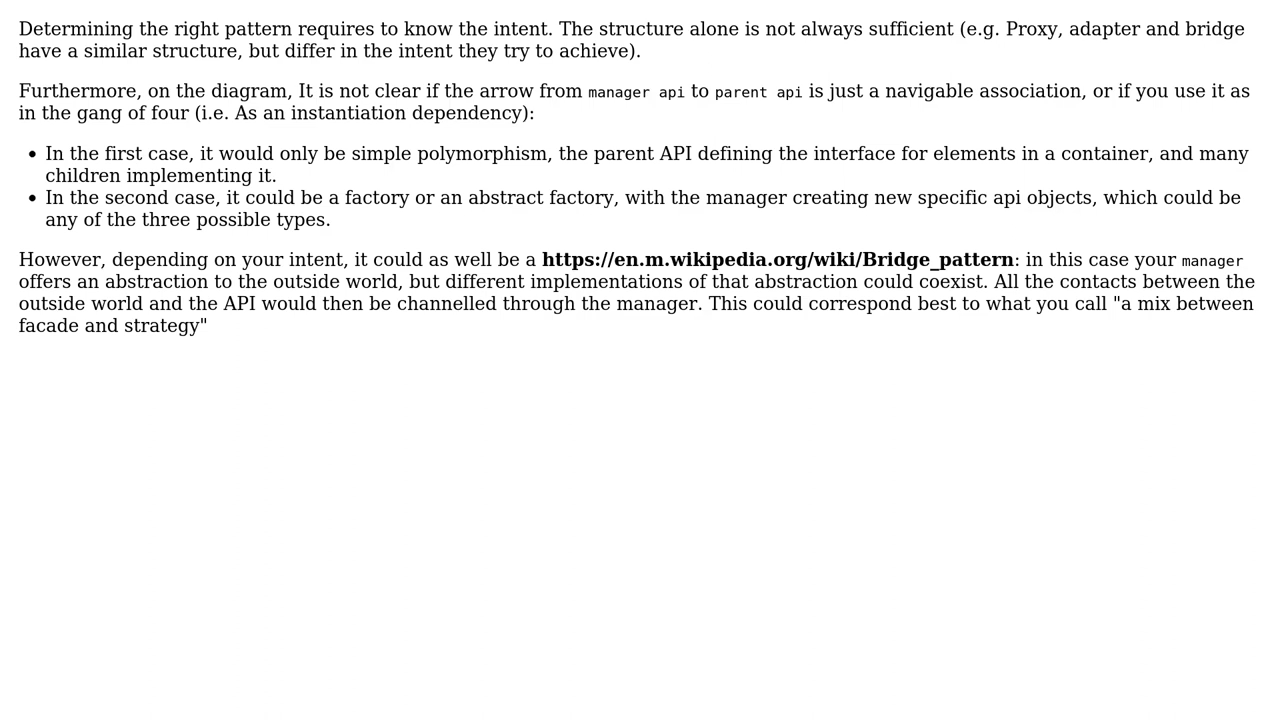 Determining the right pattern requires to know the intent. The structure alone is not always sufficient (e.g. Proxy, adapter and bridge
have a similar structure, but differ in the intent they try to achieve).
Furthermore, on the diagram, It is not clear if the arrow from manager api to parent api is just a navigable association, or if you use it as
in the gang of four (i.e. As an instantiation dependency):
• In the first case, it would only be simple polymorphism, the parent API defining the interface for elements in a container, and many
children implementing it.
• In the second case, it could be a factory or an abstract factory, with the manager creating new specific api objects, which could be
any of the three possible types.
However, depending on your intent, it could as well be a https://en.m.wikipedia.org/wiki/Bridge_pattern: in this case your manager
offers an abstraction to the outside world, but different implementations of that abstraction could coexist. All the contacts between the
outside world and the API would then be channelled through the manager. This could correspond best to what you call "a mix between
facade and strategy"